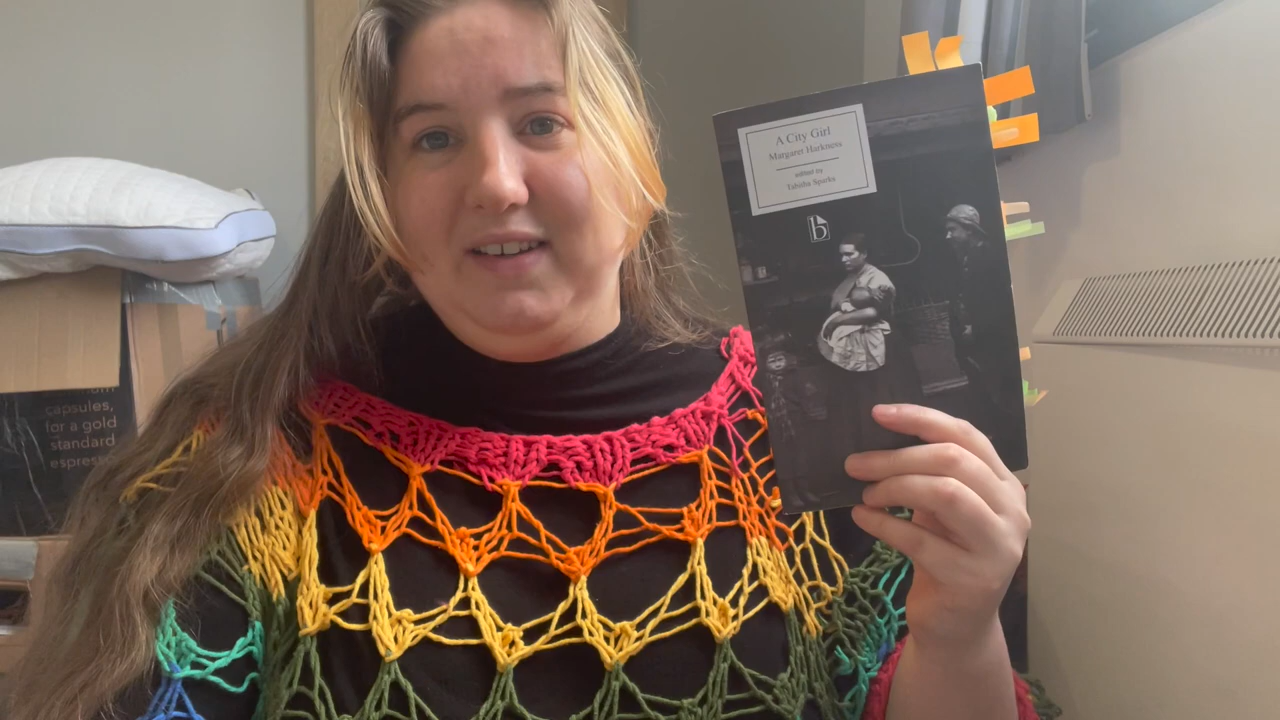 A City Girl
Margaret Harkness
edited by
Tabitha Sparks
b
capsules,
for a gold
standard
espresso